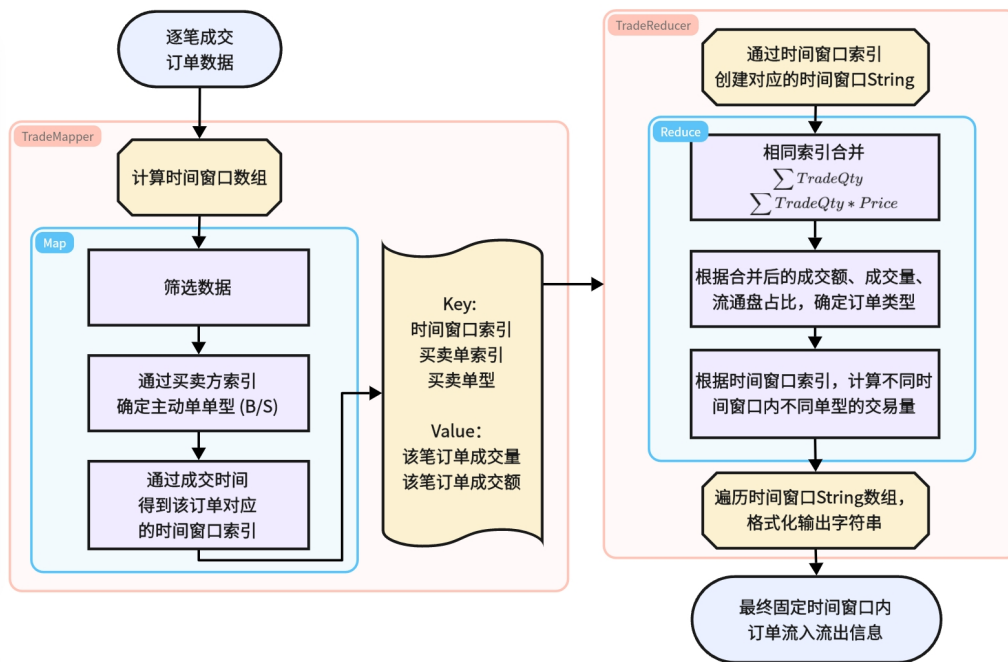 逐笔成交
订单数据
TradeMapper
计算时间窗口数组
Map
筛选数据
通过买卖方索引
确定主动单单型 (B/S)
通过成交时间
得到该订单对应
的时间窗口索引
Key:
时间窗口索引
买卖单索引
买卖单型
Value：
该笔订单成交量
该笔订单成交额
TradeReducer
通过时间窗口索引
创建对应的时间窗口String
Reduce
相同索引合并
∑ TradeQty
∑ TradeQty * Price
根据合并后的成交额、成交量、
流通盘占比，确定订单类型
根据时间窗口索引，计算不同时
间窗口内不同单型的交易量
遍历时间窗口String数组，
格式化输出字符串
最终固定时间窗口内
订单流入流出信息